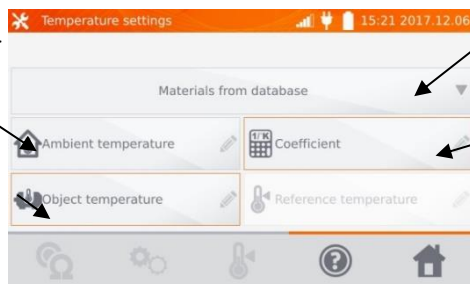 Temperature settings 15:21 2017.12.06
Materials from database
Ambient temperature 1/°K Coefficient
Object temperature Reference temperature
Ω ?